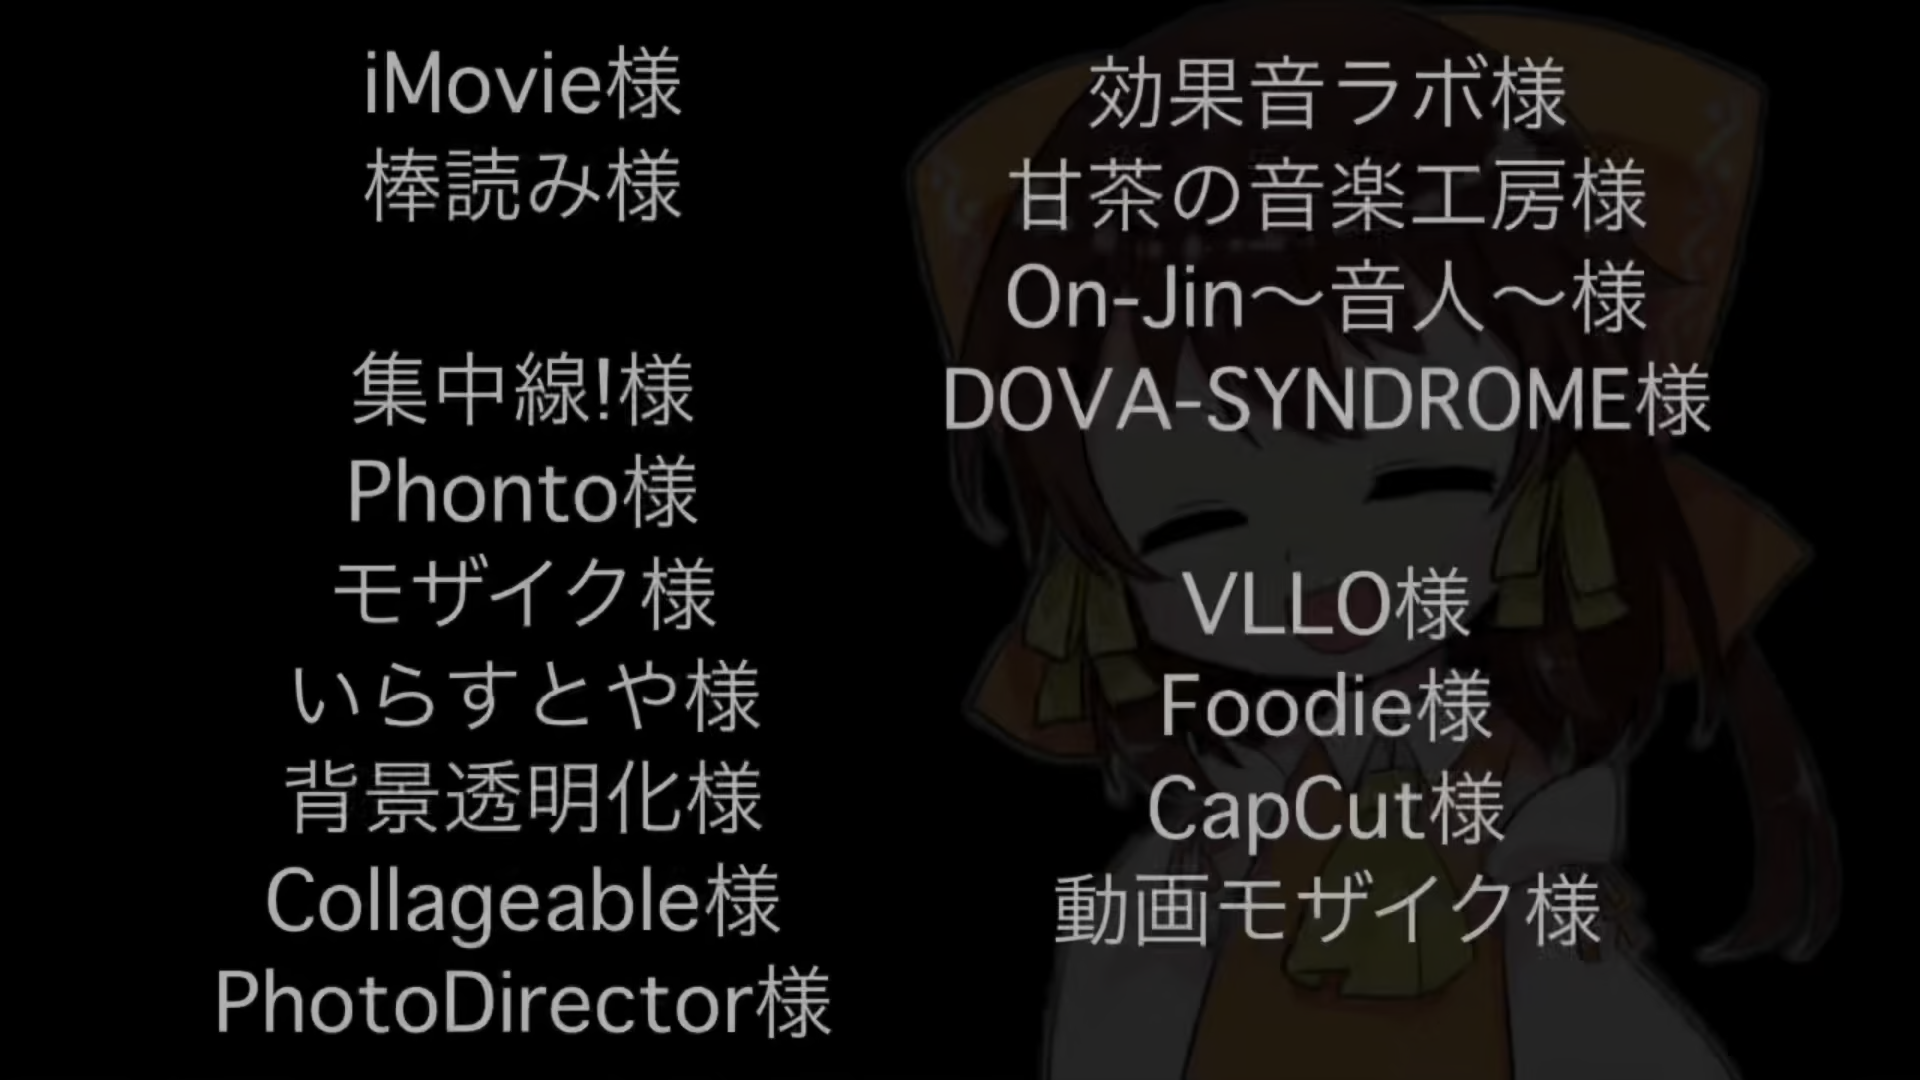 iMovie様
棒読み様
集中線!様
Phonto様
モザイク様
いらすとや様
背景透明化様
Collageable様
PhotoDirector様
効果音ラボ様
甘茶の音楽工房様
On-Jin～音人～様
DOVA-SYNDROME様
VLLO様
Foodie様
CapCut様
動画モザイク様